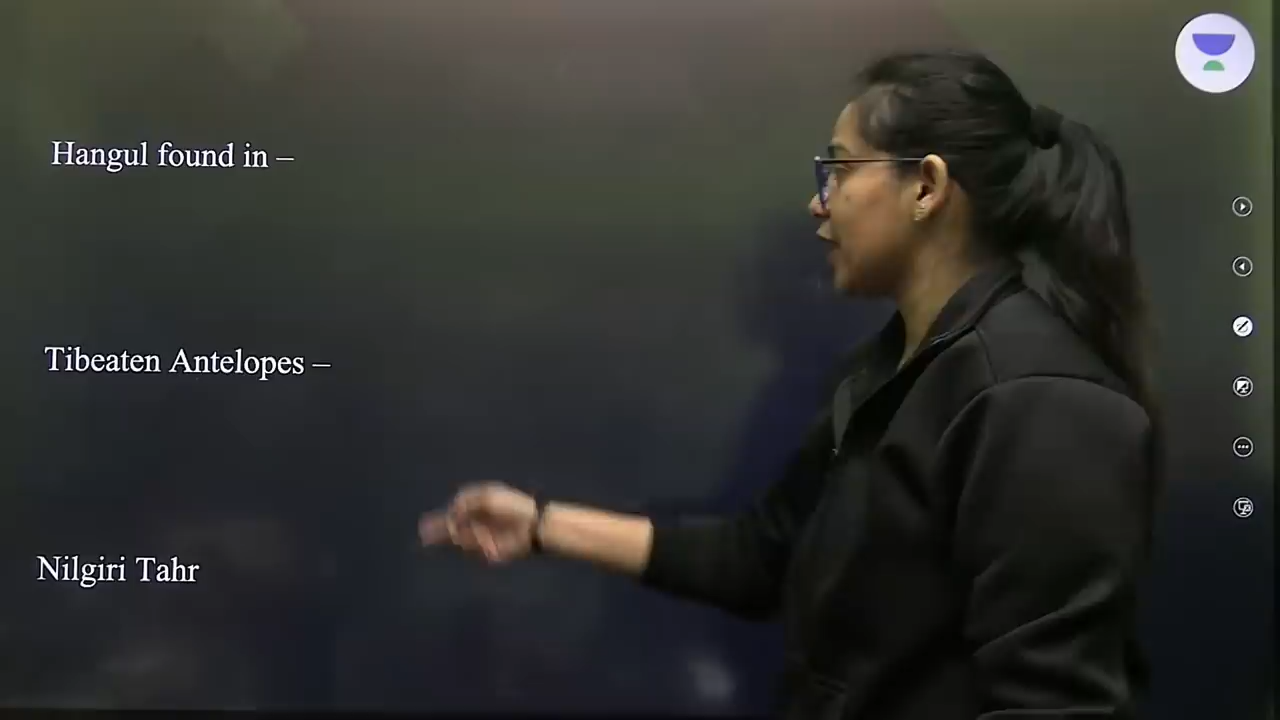 Hangul found in –
Tibeaten Antelopes –
Nilgiri Tahr